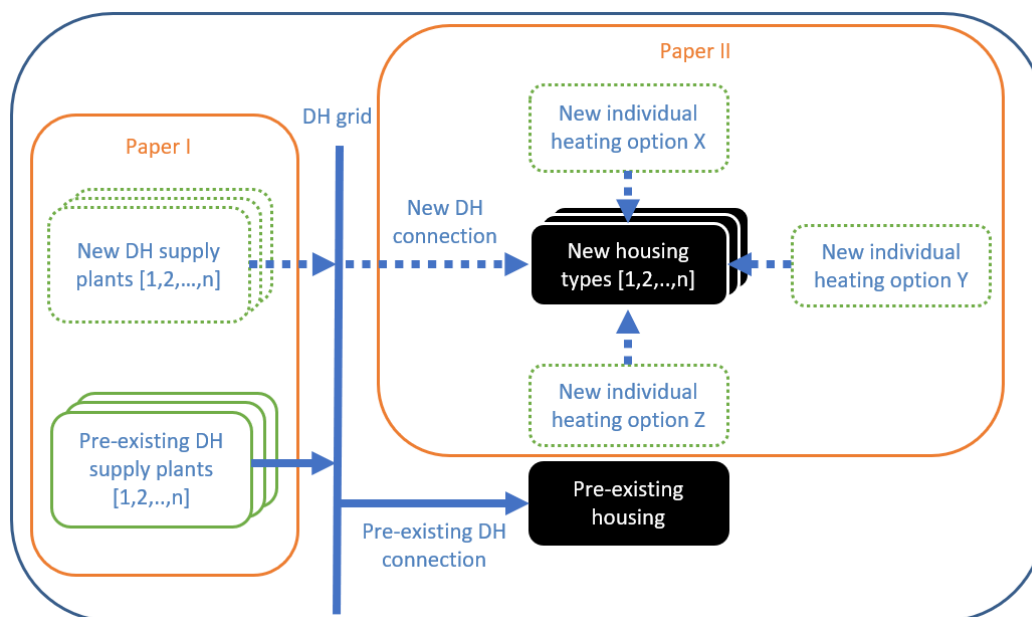 Paper I
New DH supply
plants [1,2,...,n]
Pre-existing DH
supply plants
[1,2,..,n]
DH grid
New DH
connection
Pre-existing DH
connection
Paper II
New individual
heating option X
New housing
types [1,2,..,n]
New individual
heating option Y
New individual
heating option Z
Pre-existing
housing